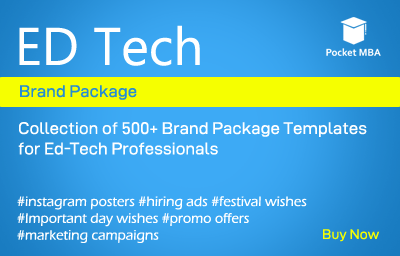 ED Tech
Pocket MBA
Brand Package
Collection of 500+ Brand Package Templates
for Ed-Tech Professionals
#instagram posters #hiring ads #festival wishes
#Important day wishes #promo offers
#marketing campaigns
Buy Now